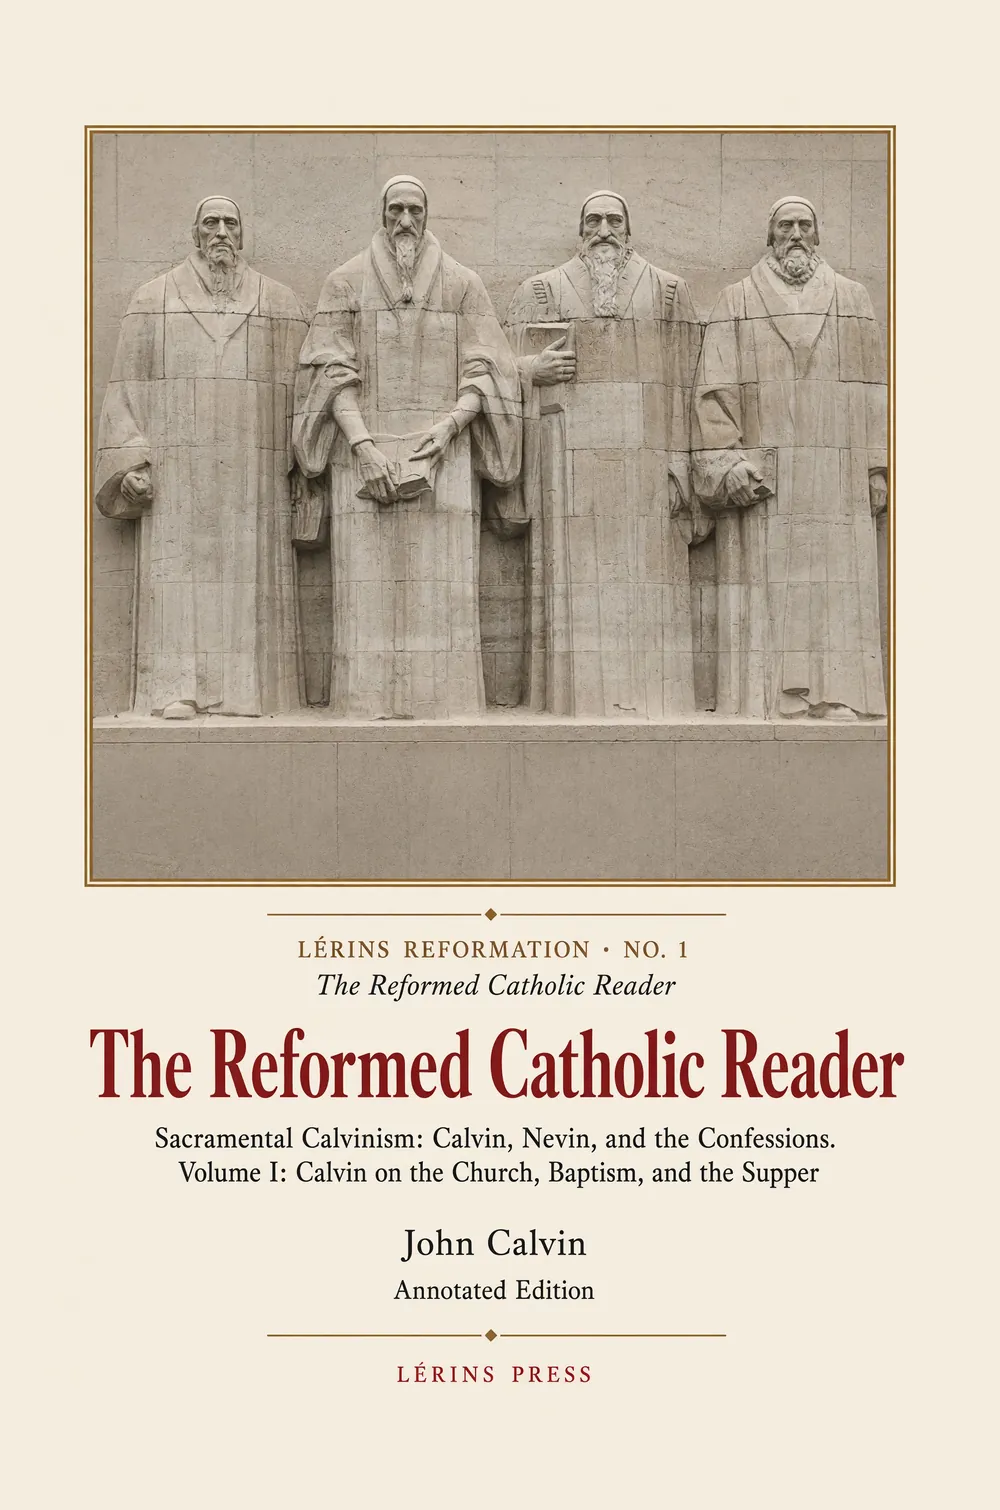 LÉRINS REFORMATION • NO. 1
The Reformed Catholic Reader
The Reformed Catholic Reader
Sacramental Calvinism: Calvin, Nevin, and the Confessions.
Volume I: Calvin on the Church, Baptism, and the Supper
John Calvin
Annotated Edition
LÉRINS PRESS